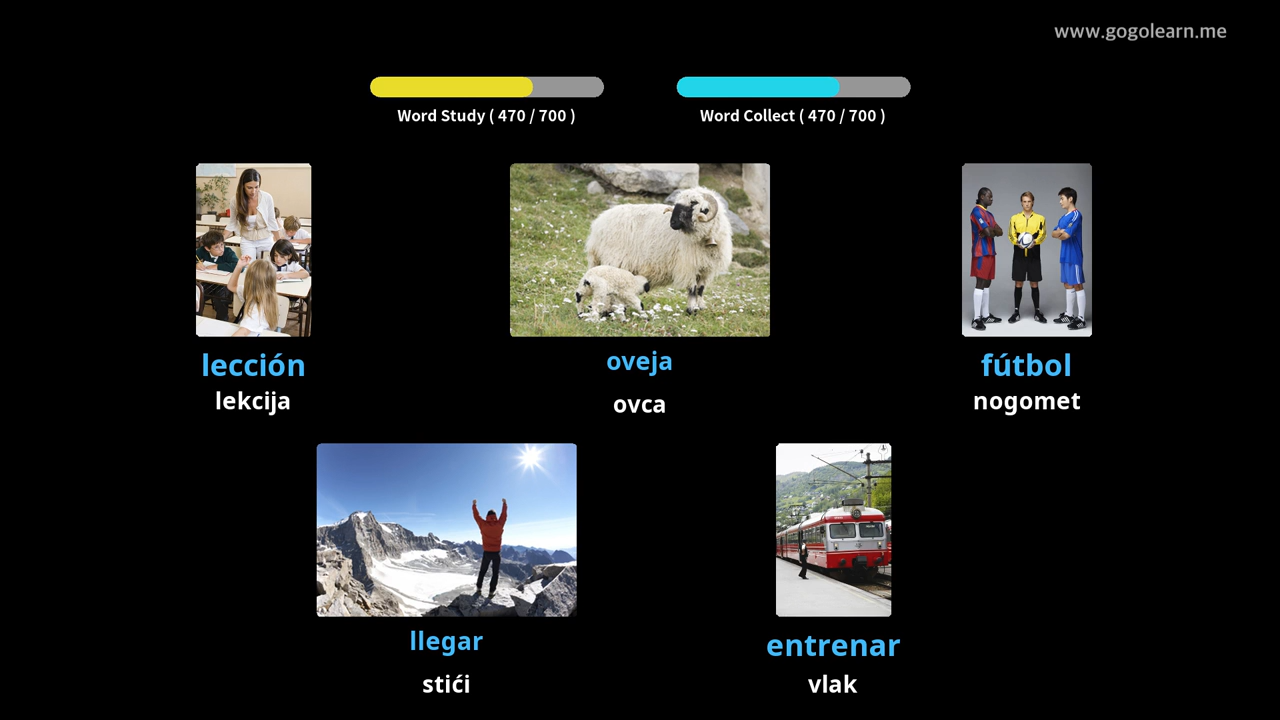 www.gogolearn.me
Word Study ( 470 / 700 )
Word Collect ( 470 / 700 )
lección
lekcija
oveja
ovca
fútbol
nogomet
llegar
stići
entrenar
vlak